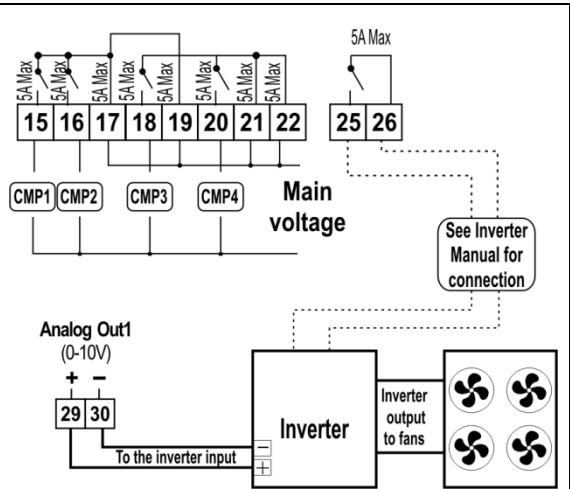 5A Max
5A Max 5A Max 5A Max 5A Max 5A Max 5A Max 5A Max 5A Max
15 16 17 18 19 20 21 22 25 26
CMP1 CMP2 CMP3 CMP4
Main
voltage
See Inverter
Manual for
connection
Analog Out1
(0-10V)
+ –
29 30
Inverter
Inverter
output
to fans
–
To the inverter input +